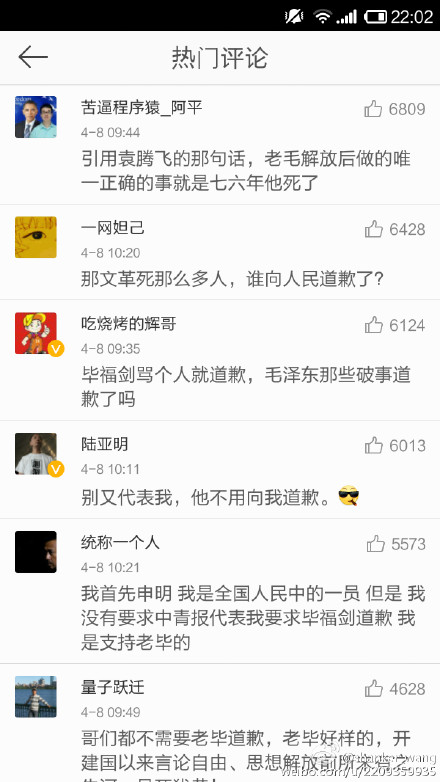 22:02
热门评论
苦逼程序猿_阿平
6809
4-8 09:44
引用袁腾飞的那句话，老毛解放后做的唯
一正确的事就是七六年他死了
一网妲己
6428
4-8 10:20
那文革死那么多人，谁向人民道歉了?
吃烧烤的辉哥
6124
4-8 09:35
毕福剑骂个人就道歉，毛泽东那些破事道
歉了吗
陆亚明
6013
4-8 10:11
别又代表我，他不用向我道歉。
统称一个人
5573
4-8 10:21
我首先申明 我是全国人民中的一员 但是 我
没有要求中青报代表我要求毕福剑道歉 我
是支持老毕的
量子跃迁
4628
4-8 09:49
哥们都不需要老毕道歉，老毕好样的，开
建国以来言论自由、思想解放前所未有之
weibo.com/u/2209359935